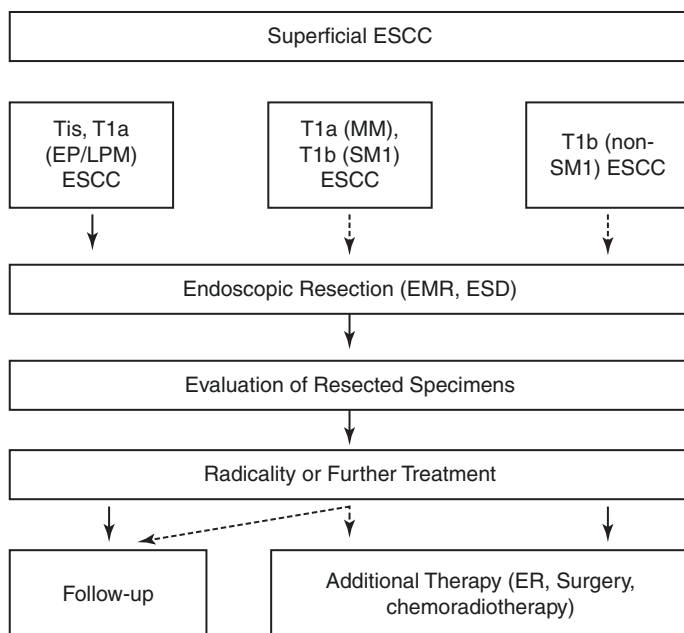 Superficial ESCC
Tis, T1a
(EP/LPM)
ESCC
T1a (MM),
T1b (SM1)
ESCC
T1b (non-
SM1) ESCC
Endoscopic Resection (EMR, ESD)
Evaluation of Resected Specimens
Radicality or Further Treatment
Follow-up
Additional Therapy (ER, Surgery,
chemoradiotherapy)